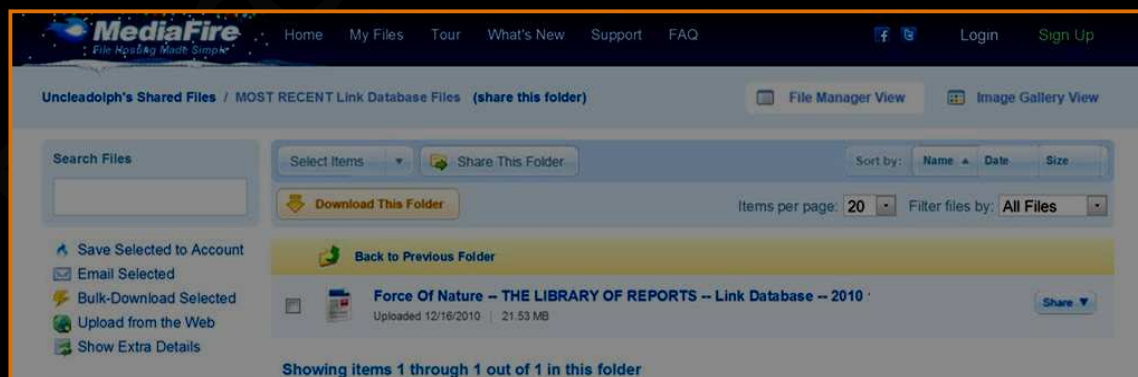 MediaFire
File Hosting Made Simple
Home My Files Tour What's New Support FAQ Login Sign Up
Uncleadolph's Shared Files / MOST RECENT Link Database Files (share this folder)
File Manager View Image Gallery View
Search Files
Select Items Share This Folder
Sort by: Name Date Size
Download This Folder
Items per page: 20 Filter files by: All Files
Save Selected to Account
Email Selected
Bulk-Download Selected
Upload from the Web
Show Extra Details
Back to Previous Folder
Force Of Nature -- THE LIBRARY OF REPORTS -- Link Database -- 2010
Uploaded 12/16/2010 | 21.53 MB
Share
Showing items 1 through 1 out of 1 in this folder